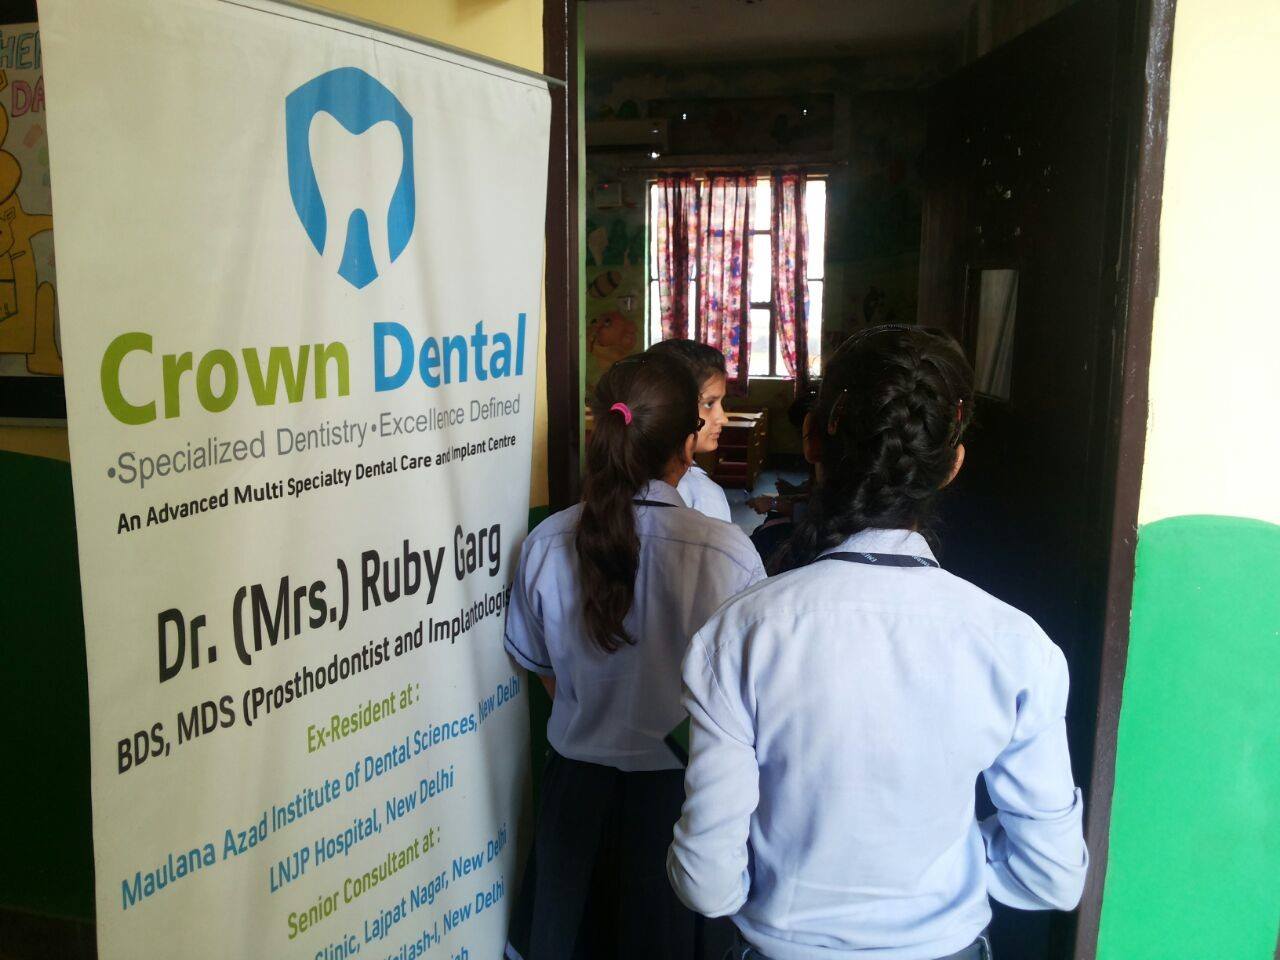 Crown Dental
•Specialized Dentistry •Excellence Defined
An Advanced Multi Specialty Dental Care and Implant Centre
Dr. (Mrs.) Ruby Garg
BDS, MDS (Prosthodontist and Implantologis
Ex-Resident at :
Maulana Azad Institute of Dental Sciences, New Delhi
LNJP Hospital, New Delhi
Senior Consultant at :
Clinic, Lajpat Nagar, New Delhi
Kailash-I, New Delhi